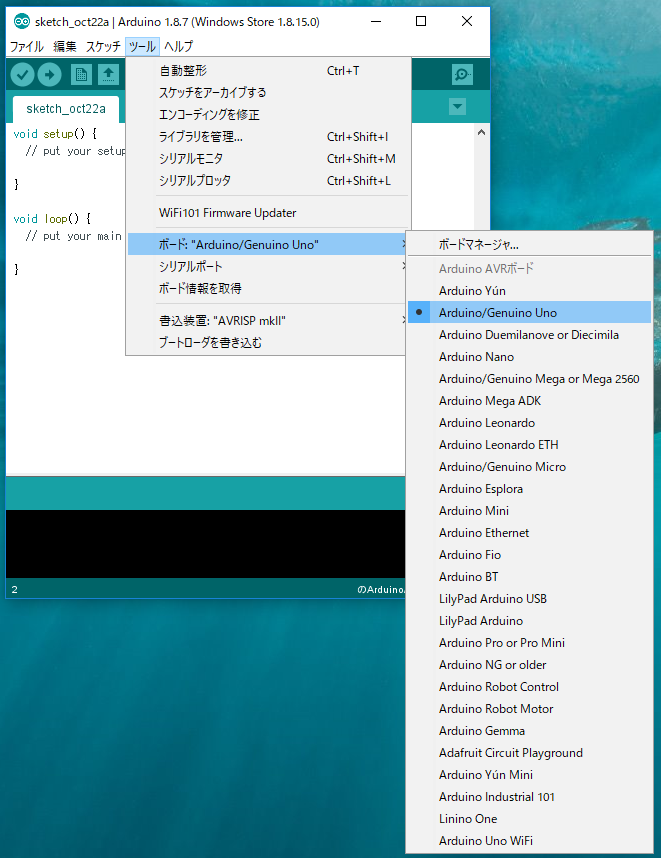 sketch_oct22a | Arduino 1.8.7 (Windows Store 1.8.15.0)
ファイル 編集 スケッチ ツール ヘルプ
sketch_oct22a
void setup() {
// put your setup
}
void loop() {
// put your main
}
自動整形 Ctrl+T
スケッチをアーカイブする
エンコーディングを修正
ライブラリを管理... Ctrl+Shift+I
シリアルモニタ Ctrl+Shift+M
シリアルプロッタ Ctrl+Shift+L
WiFi101 Firmware Updater
ボード: "Arduino/Genuino Uno"
シリアルポート
ボード情報を取得
書込装置: "AVRISP mkII"
ブートローダを書き込む
ボードマネージャ...
Arduino AVRボード
Arduino Yún
Arduino/Genuino Uno
Arduino Duemilanove or Diecimila
Arduino Nano
Arduino/Genuino Mega or Mega 2560
Arduino Mega ADK
Arduino Leonardo
Arduino Leonardo ETH
Arduino/Genuino Micro
Arduino Esplora
Arduino Mini
Arduino Ethernet
Arduino Fio
Arduino BT
LilyPad Arduino USB
LilyPad Arduino
Arduino Pro or Pro Mini
Arduino NG or older
Arduino Robot Control
Arduino Robot Motor
Arduino Gemma
Adafruit Circuit Playground
Arduino Yún Mini
Arduino Industrial 101
Linino One
Arduino Uno WiFi
2 のArduino/